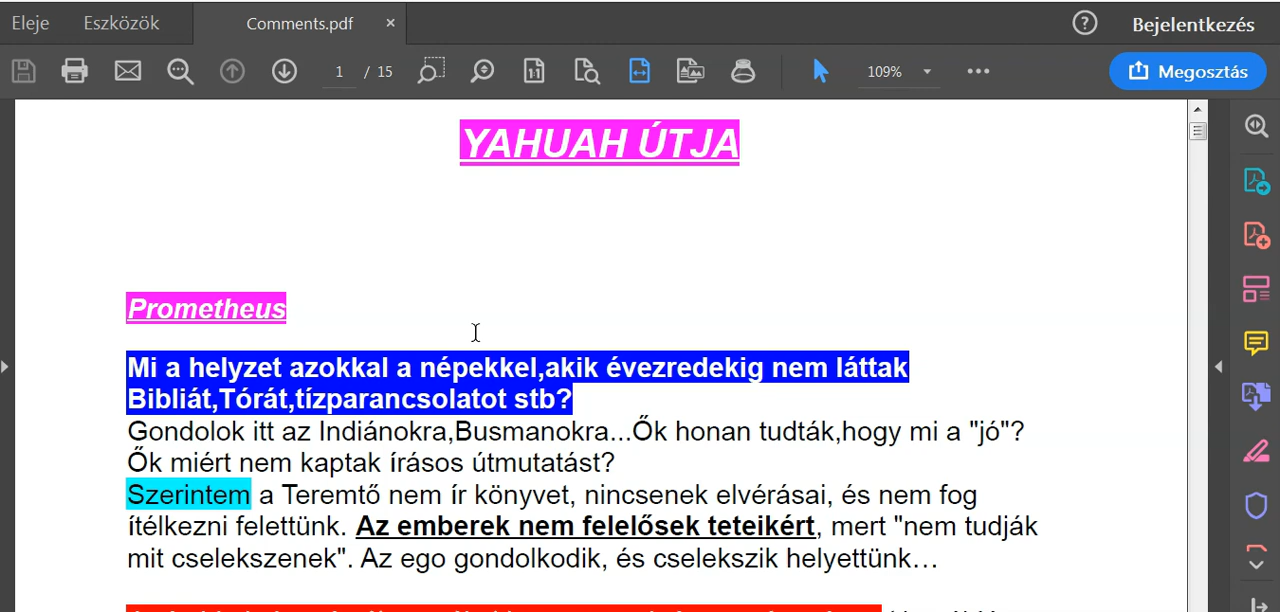 Eleje Eszközök Comments.pdf × Bejelentkezés
1 / 15 109% Megosztás
YAHUAH ÚTJA
Prometheus
Mi a helyzet azokkal a népekkel,akik évezredekig nem láttak
Bibliát,Tórát,tízparancsolatot stb?
Gondolok itt az Indiánokra,Busmanokra...Ők honan tudták,hogy mi a "jó"?
Ők miért nem kaptak írásos útmutatást?
Szerintem a Teremtő nem ír könyvet, nincsenek elvérásai, és nem fog
ítélkezni felettünk. Az emberek nem felelősek teteikért, mert "nem tudják
mit cselekszenek". Az ego gondolkodik, és cselekszik helyettünk...